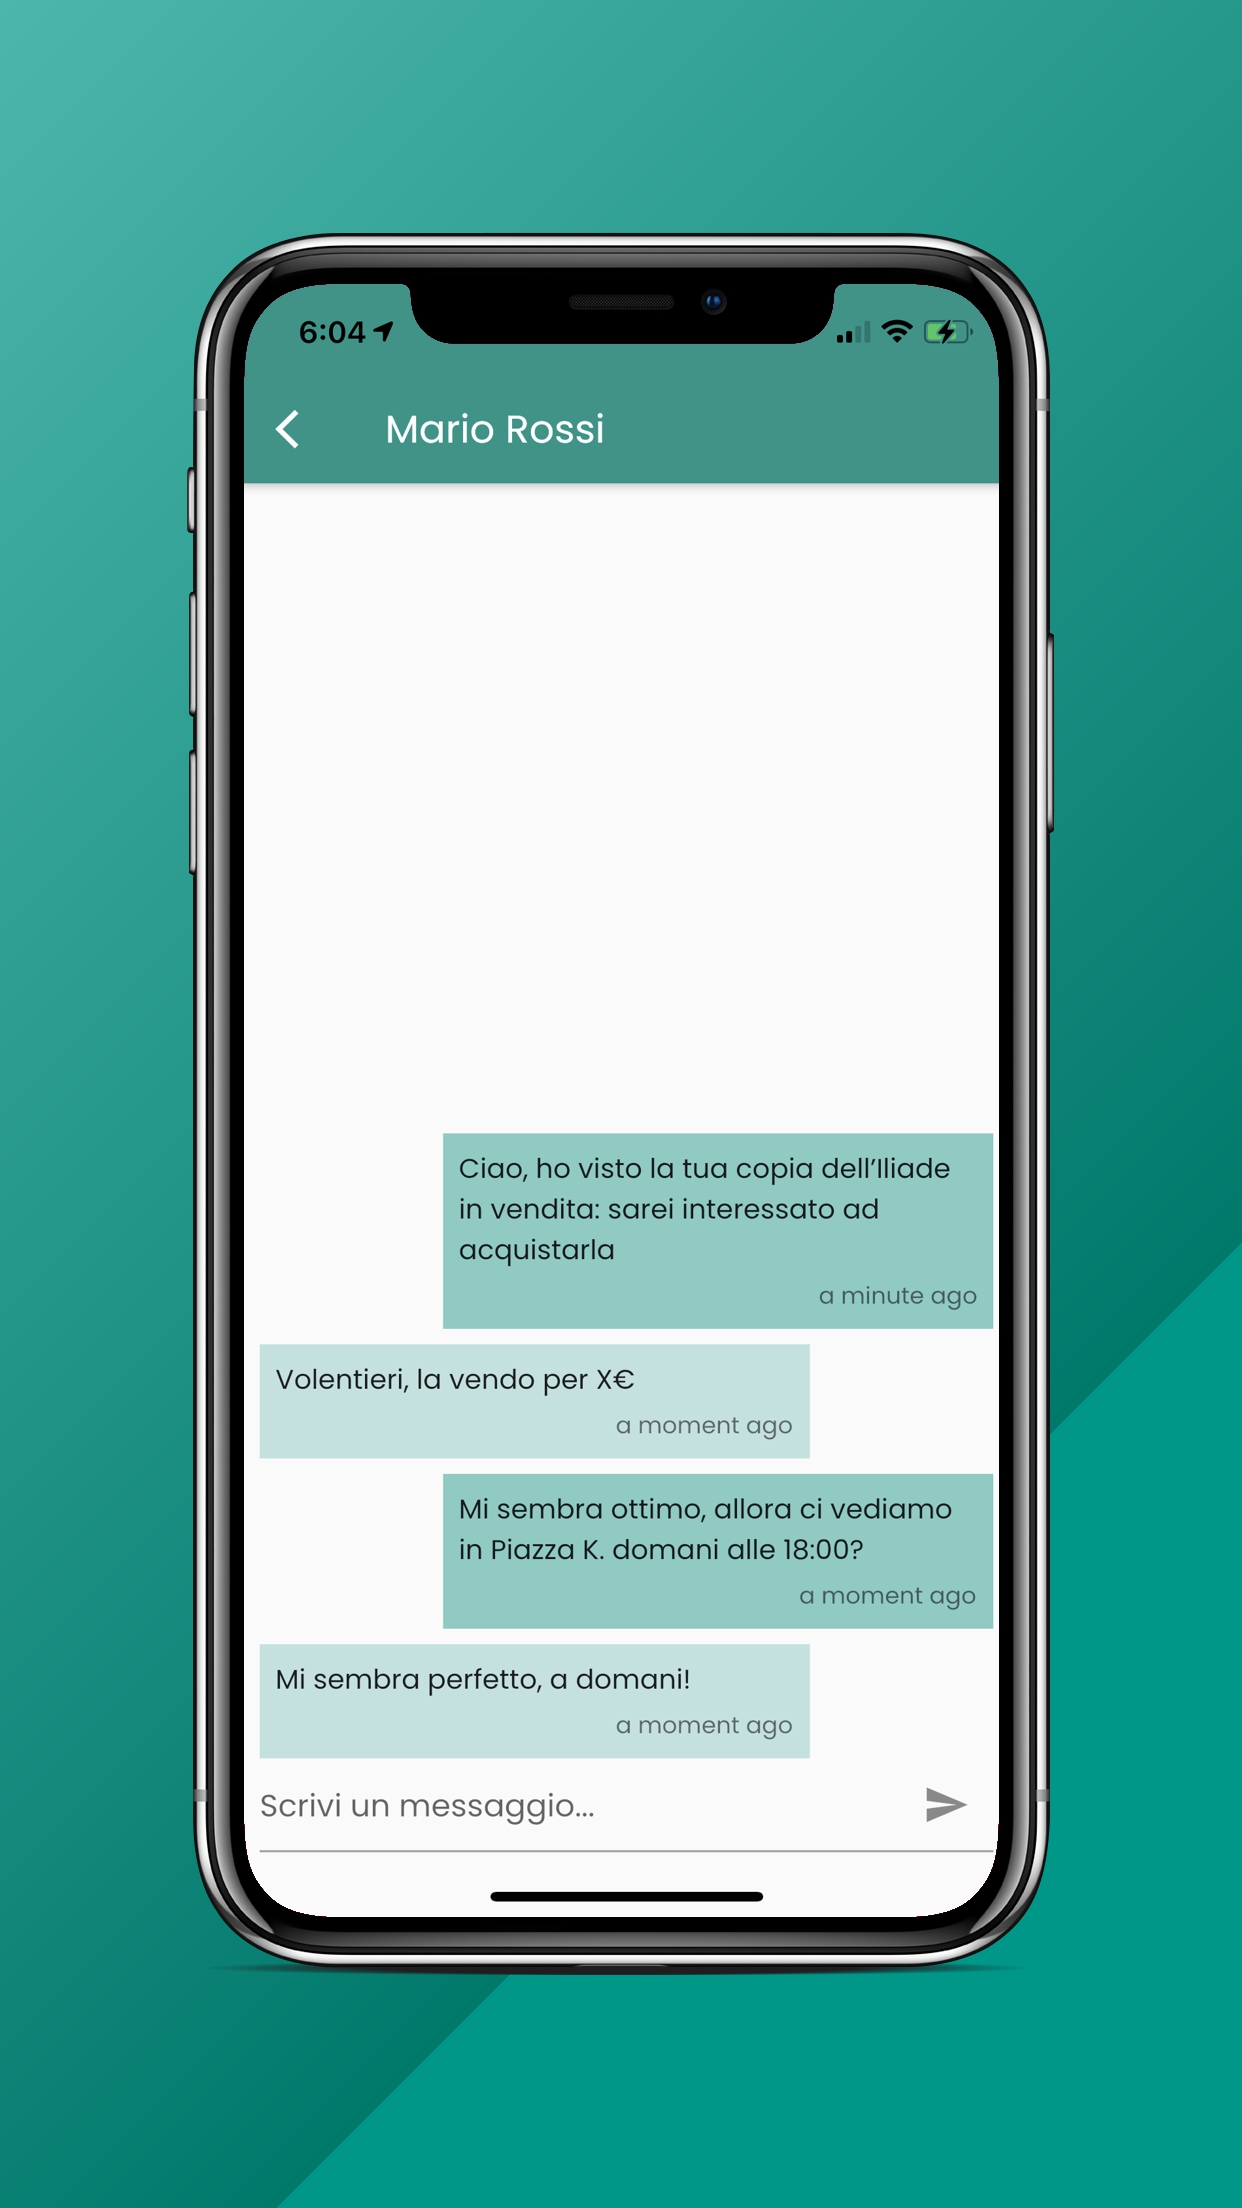 6:04
Mario Rossi
Ciao, ho visto la tua copia dell’Iliade
in vendita: sarei interessato ad
acquistarla
a minute ago
Volentieri, la vendo per X€
a moment ago
Mi sembra ottimo, allora ci vediamo
in Piazza K. domani alle 18:00?
a moment ago
Mi sembra perfetto, a domani!
a moment ago
Scrivi un messaggio...